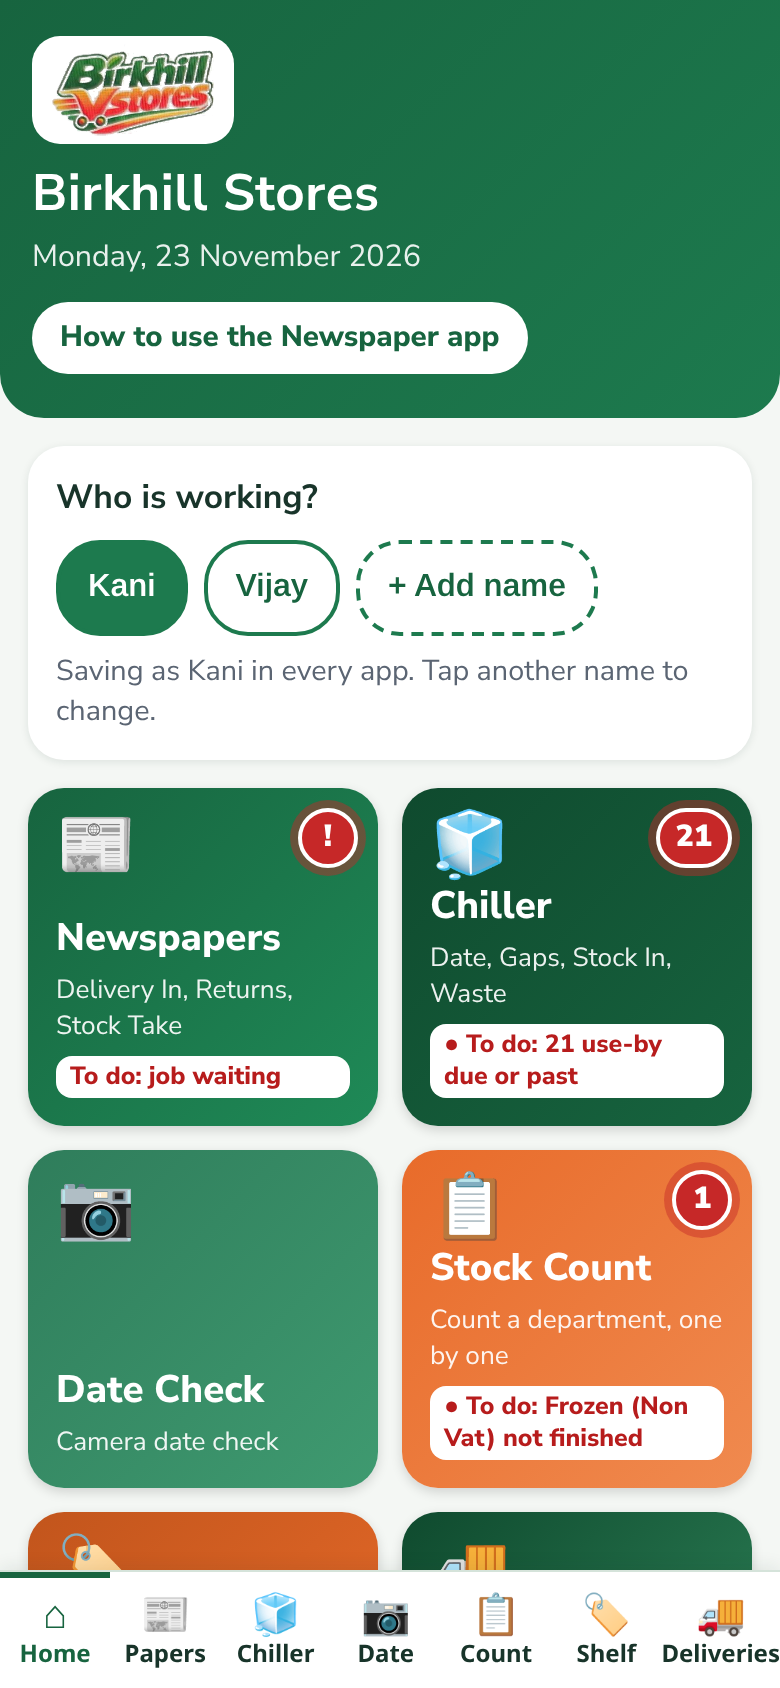 Birkhill
Vstores
Birkhill Stores
Monday, 23 November 2026
How to use the Newspaper app
Who is working?
Kani
Vijay
+ Add name
Saving as Kani in every app. Tap another name to
change.
!
Newspapers
Delivery In, Returns,
Stock Take
To do: job waiting
21
Chiller
Date, Gaps, Stock In,
Waste
• To do: 21 use-by
due or past
Date Check
Camera date check
1
Stock Count
Count a department, one
by one
• To do: Frozen (Non
Vat) not finished
Home
Papers
Chiller
Date
Count
Shelf
Deliveries